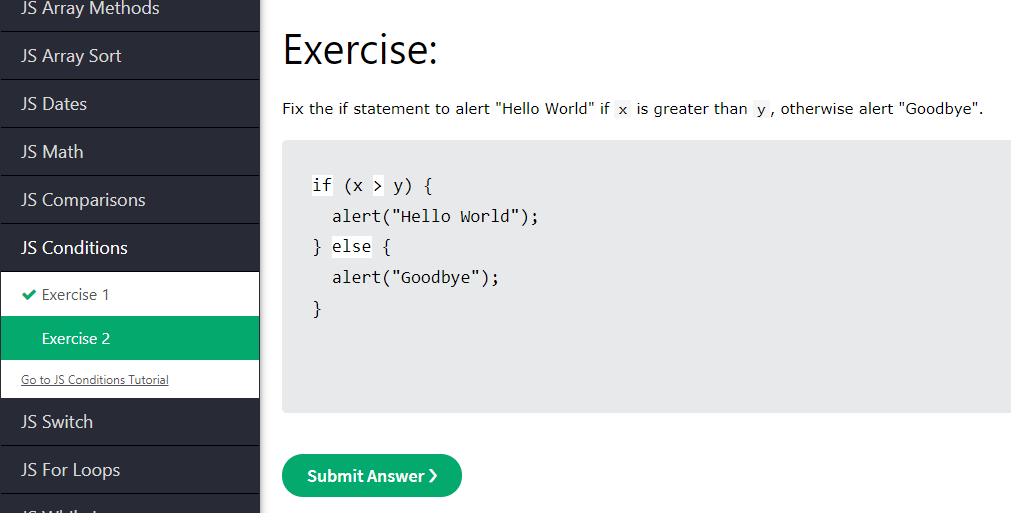 JS Array Methods
JS Array Sort
JS Dates
JS Math
JS Comparisons
JS Conditions
Exercise 1
Exercise 2
Go to JS Conditions Tutorial
JS Switch
JS For Loops
Exercise:
Fix the if statement to alert "Hello World" if x is greater than y, otherwise alert "Goodbye".
if (x > y) {
  alert("Hello World");
} else {
  alert("Goodbye");
}
Submit Answer ❯